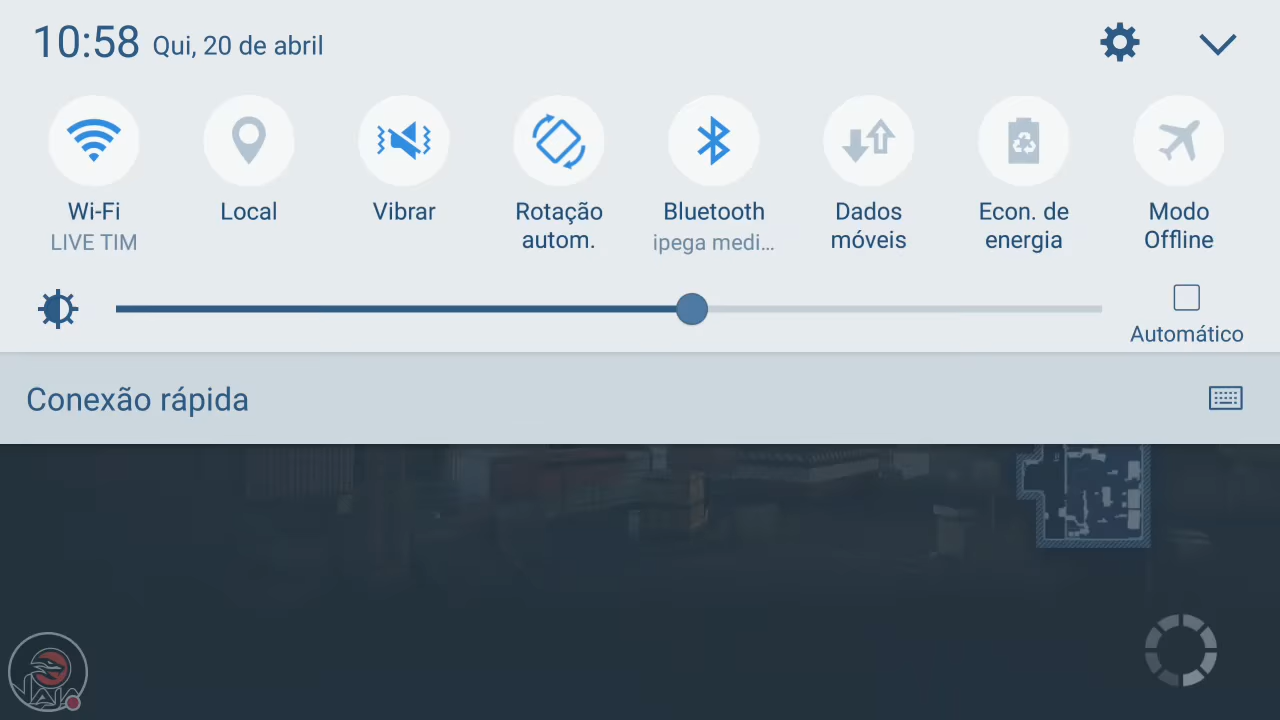 10:58 Qui, 20 de abril
Wi-Fi
LIVE TIM
Local
Vibrar
Rotação
autom.
Bluetooth
ipega medi...
Dados
móveis
Econ. de
energia
Modo
Offline
Automático
Conexão rápida